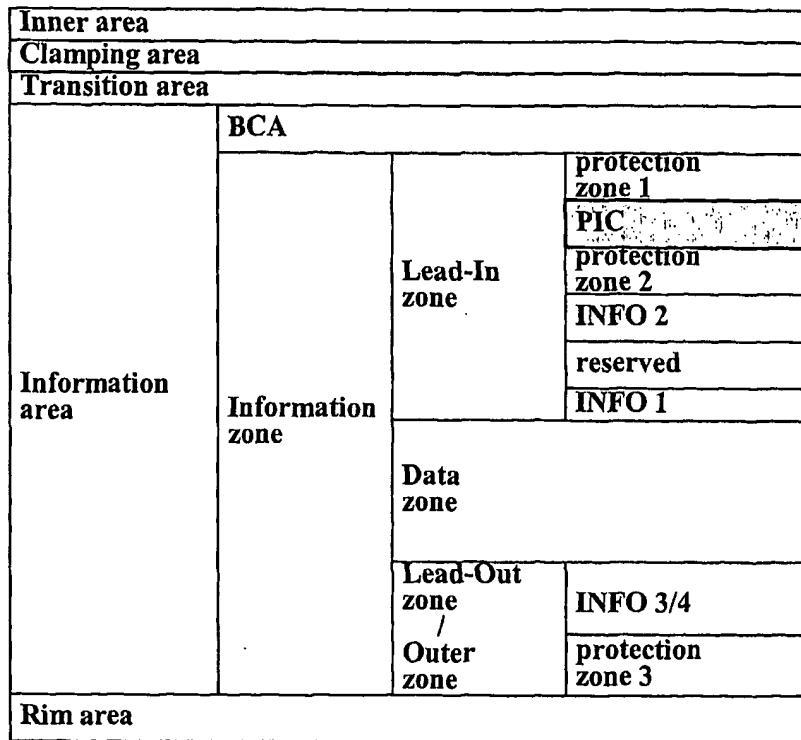 Inner area
Clamping area
Transition area
BCA
protection
zone 1
PIC
Lead-In
zone
protection
zone 2
INFO 2
reserved
INFO 1
Information
area
Information
zone
Data
zone
Lead-Out
zone
/
Outer
zone
INFO 3/4
protection
zone 3
Rim area